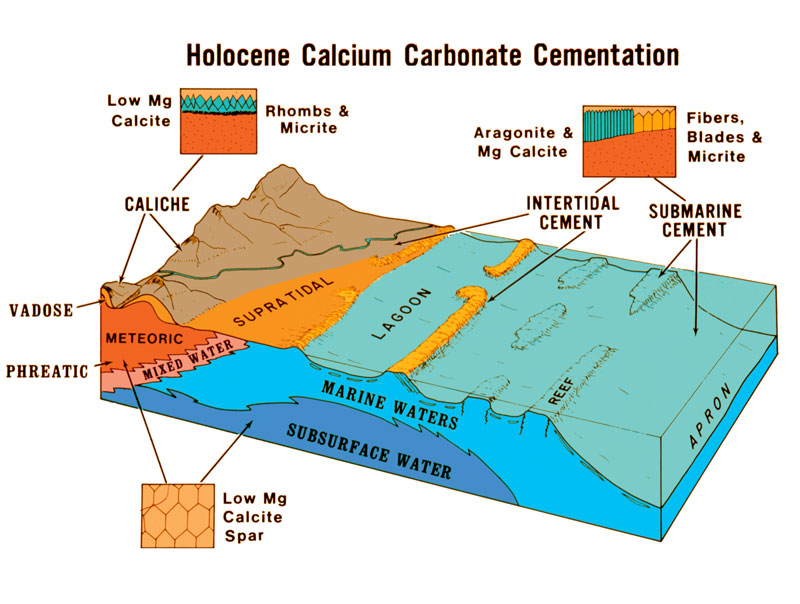 Holocene Calcium Carbonate Cementation
Low Mg
Calcite
Rhombs &
Micrite
Aragonite &
Mg Calcite
Fibers,
Blades &
Micrite
CALICHE
INTERTIDAL
CEMENT
SUBMARINE
CEMENT
VADOSE
SUPRATIDAL
LAGOON
METEORIC
MIXED WATER
PHREATIC
MARINE WATERS
REEF
APRON
SUBSURFACE WATER
Low Mg
Calcite
Spar